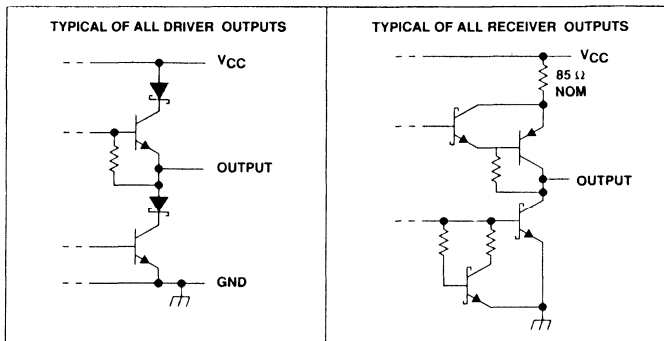 TYPICAL OF ALL DRIVER OUTPUTS
VCC
OUTPUT
GND
TYPICAL OF ALL RECEIVER OUTPUTS
VCC
85 Ω
NOM
OUTPUT